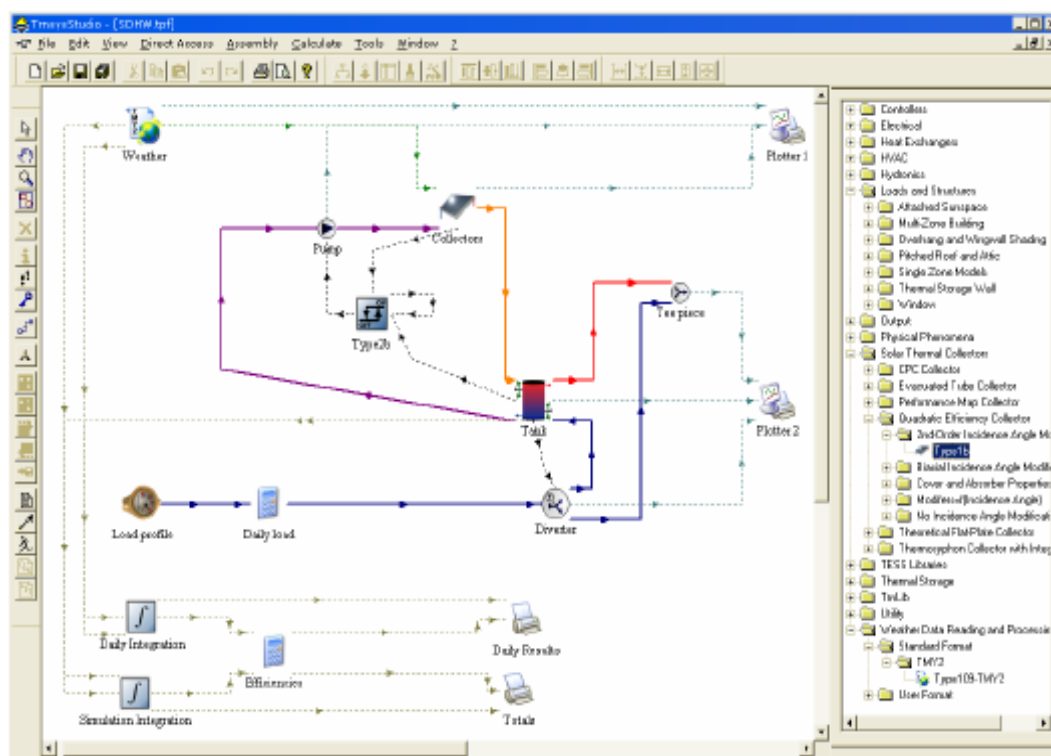 TrnsysStudio - [SDHW.tpf]
File Edit View Direct Access Assembly Calculate Tools Window ?
Weather
Plotter 1
Collectors
Pump
Type2b
Tee piece
Tank
Plotter 2
Load profile
Daily load
Diverter
Daily Integration
Daily Results
Efficiencies
Simulation Integration
Totals
Controllers
Electrical
Heat Exchangers
HVAC
Hydronics
Loads and Structures
Attached Sunspace
Multi-Zone Building
Overhang and Wingwall Shading
Pitched Roof and Attic
Single Zone Models
Thermal Storage Wall
Window
Output
Physical Phenomena
Solar Thermal Collectors
CPC Collector
Evacuated Tube Collector
Performance Map Collector
Quadratic Efficiency Collector
2nd-Order Incidence Angle Mo
Type1b
Biaxial Incidence Angle Modifi
Cover and Absorber Properties
Modifers=f(Incidence Angle)
No Incidence Angle Modificati
Theoretical Flat-Plate Collector
Thermosyphon Collector with Integ
TESS Libraries
Thermal Storage
TrnLib
Utility
Weather Data Reading and Processin
Standard Format
TMY2
Type109-TMY2
User Format